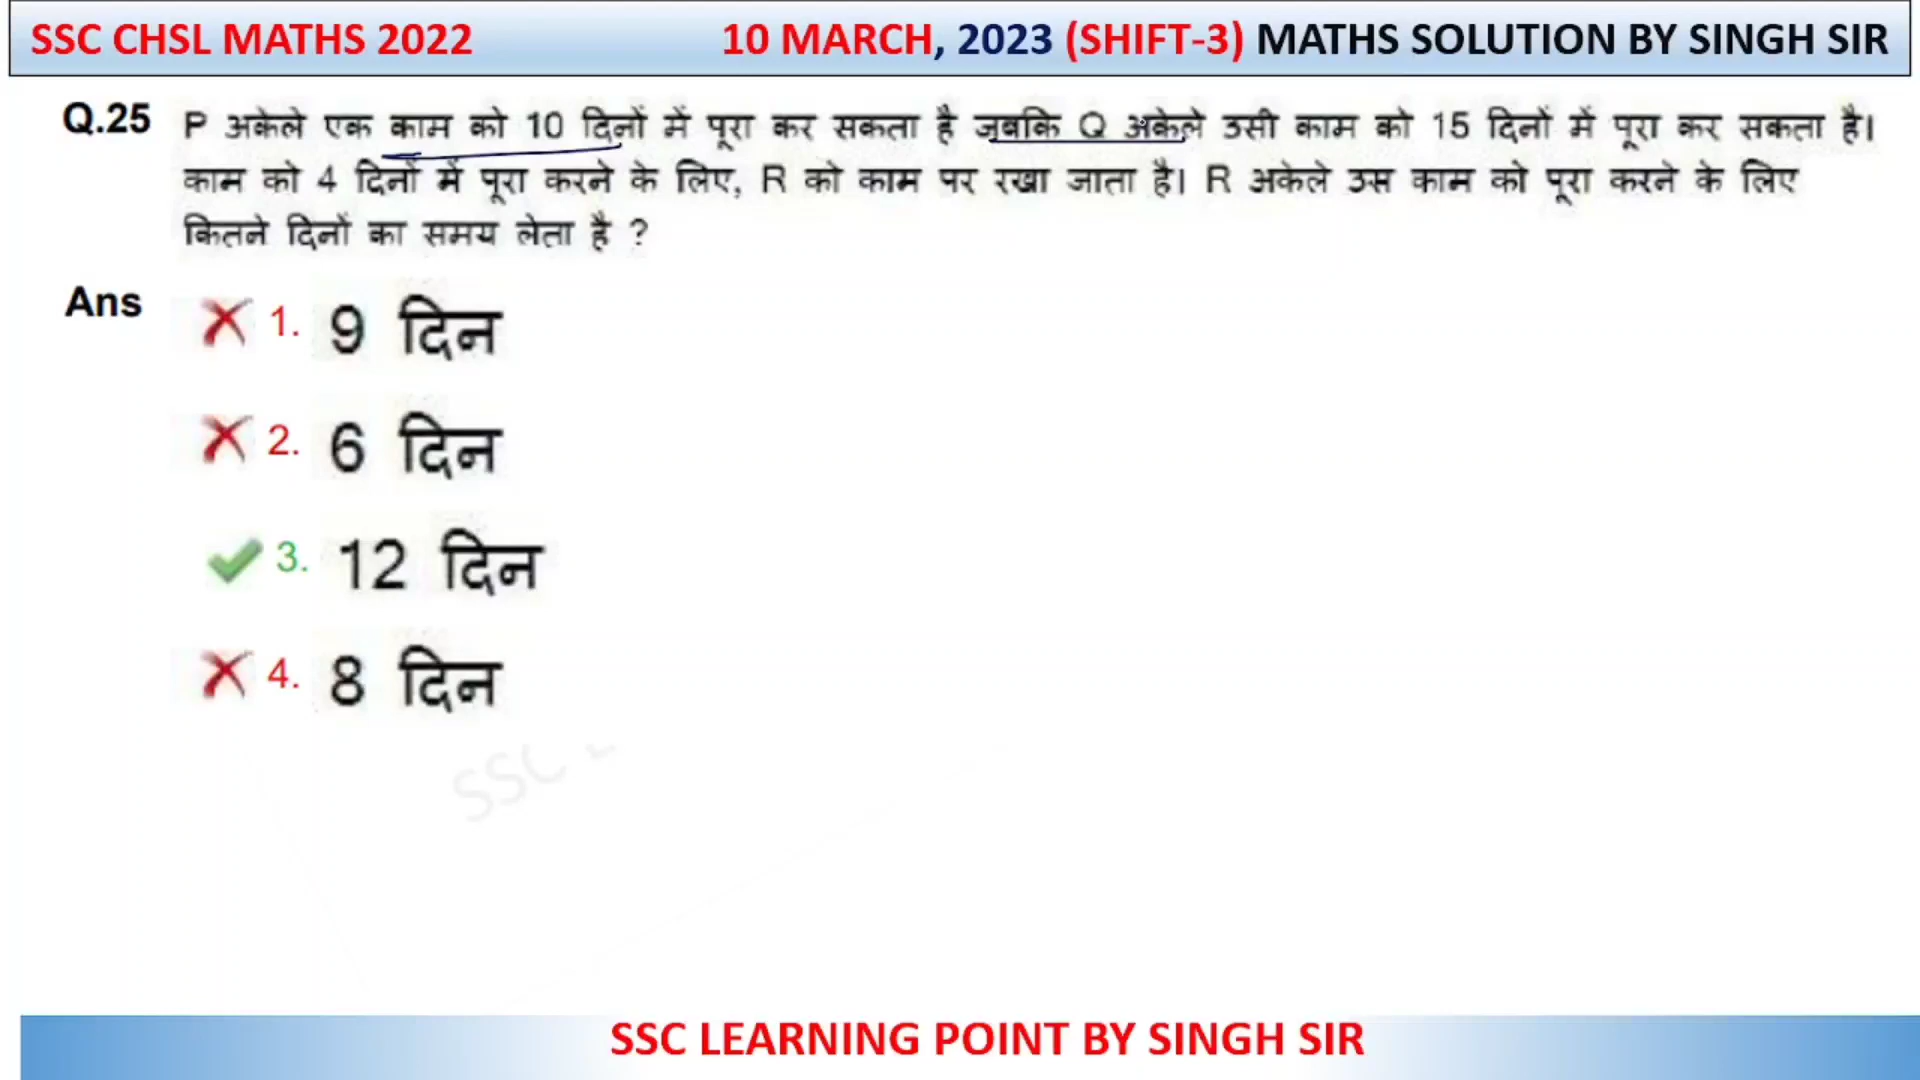 SSC CHSL MATHS 2022 10 MARCH, 2023 (SHIFT-3) MATHS SOLUTION BY SINGH SIR
Q.25 P अकेले एक काम को 10 दिनों में पूरा कर सकता है जबकि Q अकेले उसी काम को 15 दिनों में पूरा कर सकता है।
काम को 4 दिनों में पूरा करने के लिए, R को काम पर रखा जाता है। R अकेले उस काम को पूरा करने के लिए
कितने दिनों का समय लेता है ?
Ans 1. 9 दिन
2. 6 दिन
3. 12 दिन
4. 8 दिन
SSC
SSC LEARNING POINT BY SINGH SIR